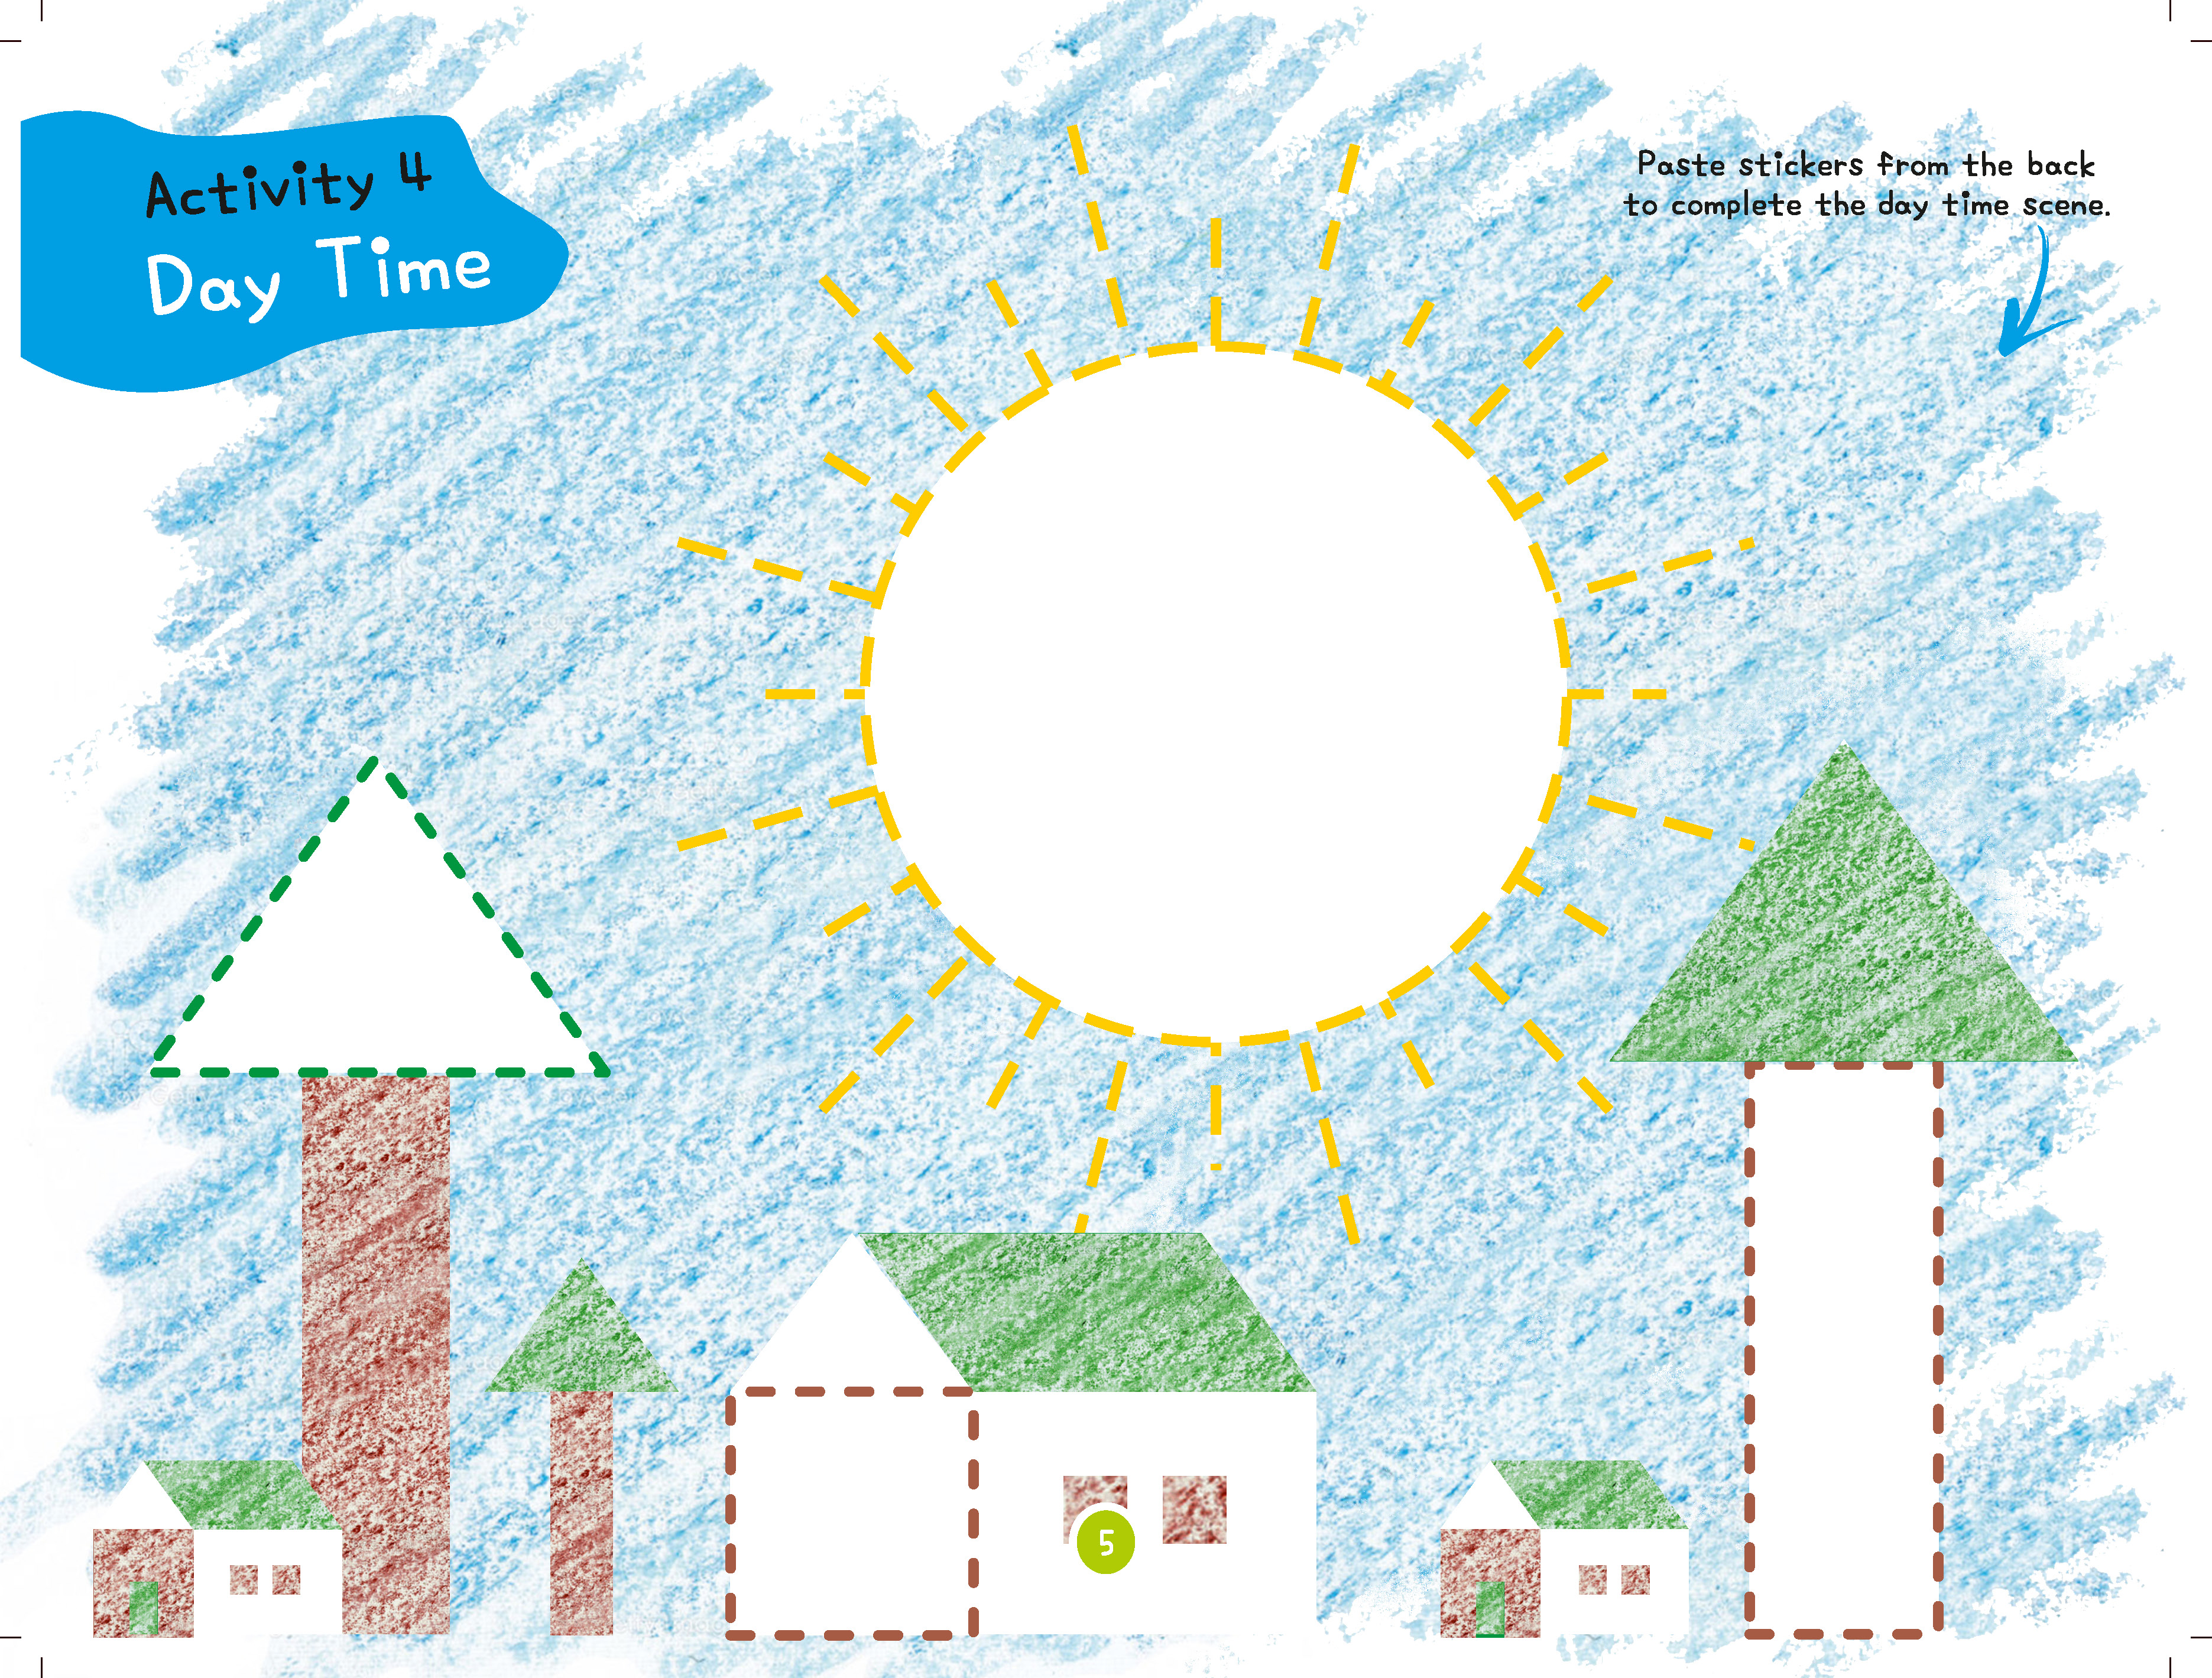 Activity 4
Day Time
Paste stickers from the back
to complete the day time scene.
5